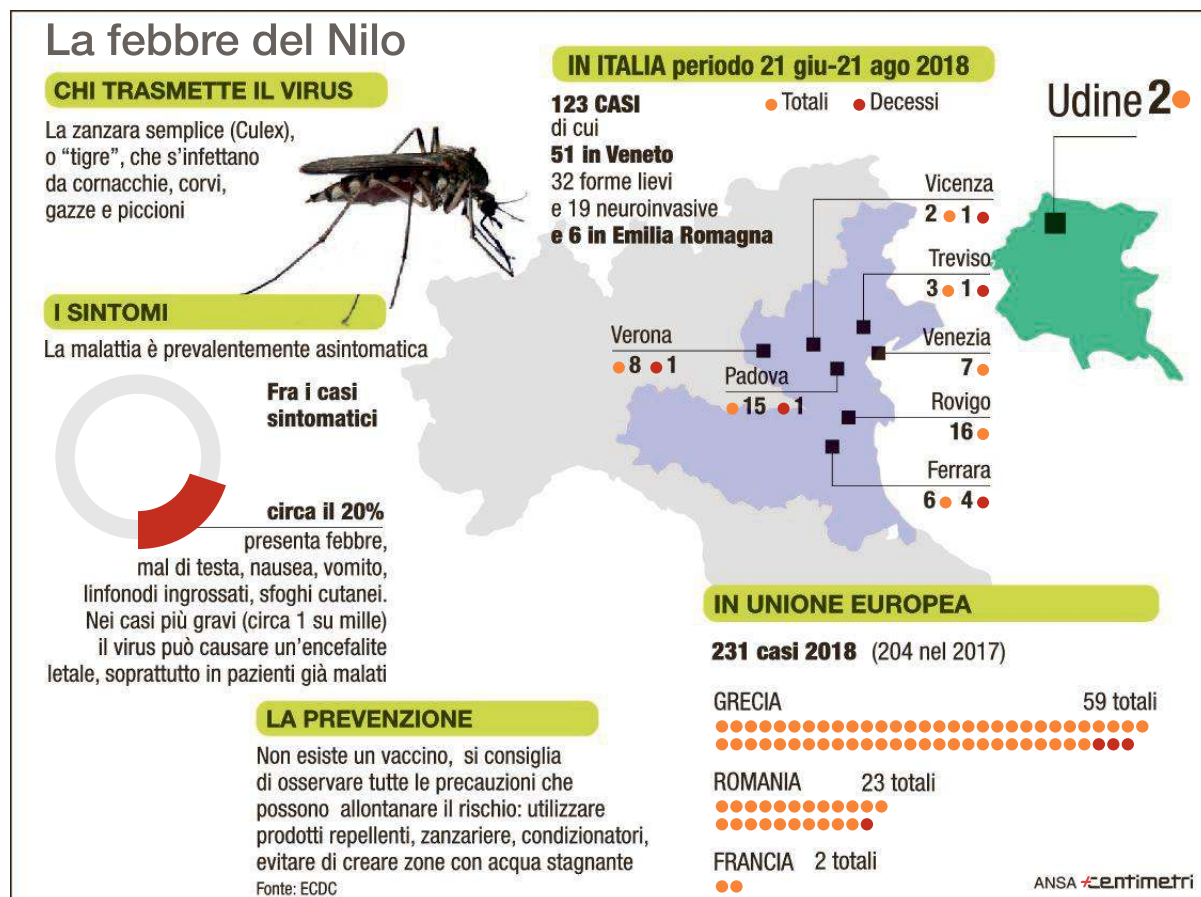 La febbre del Nilo
CHI TRASMETTE IL VIRUS
La zanzara semplice (Culex),
o “tigre”, che s’infettano
da cornacchie, corvi,
gazze e piccioni
I SINTOMI
La malattia è prevalentemente asintomatica
Fra i casi
sintomatici
circa il 20%
presenta febbre,
mal di testa, nausea, vomito,
linfonodi ingrossati, sfoghi cutanei.
Nei casi più gravi (circa 1 su mille)
il virus può causare un’encefalite
letale, soprattutto in pazienti già malati
LA PREVENZIONE
Non esiste un vaccino, si consiglia
di osservare tutte le precauzioni che
possono allontanare il rischio: utilizzare
prodotti repellenti, zanzariere, condizionatori,
evitare di creare zone con acqua stagnante
Fonte: ECDC
IN ITALIA periodo 21 giu-21 ago 2018
123 CASI
di cui
51 in Veneto
32 forme lievi
e 19 neuroinvasive
e 6 in Emilia Romagna
Totali Decessi
Udine 2
Vicenza
2 1
Treviso
3 1
Venezia
7
Verona
8 1
Padova
15 1
Rovigo
16
Ferrara
6 4
IN UNIONE EUROPEA
231 casi 2018 (204 nel 2017)
GRECIA 59 totali
ROMANIA 23 totali
FRANCIA 2 totali
ANSA centimetri